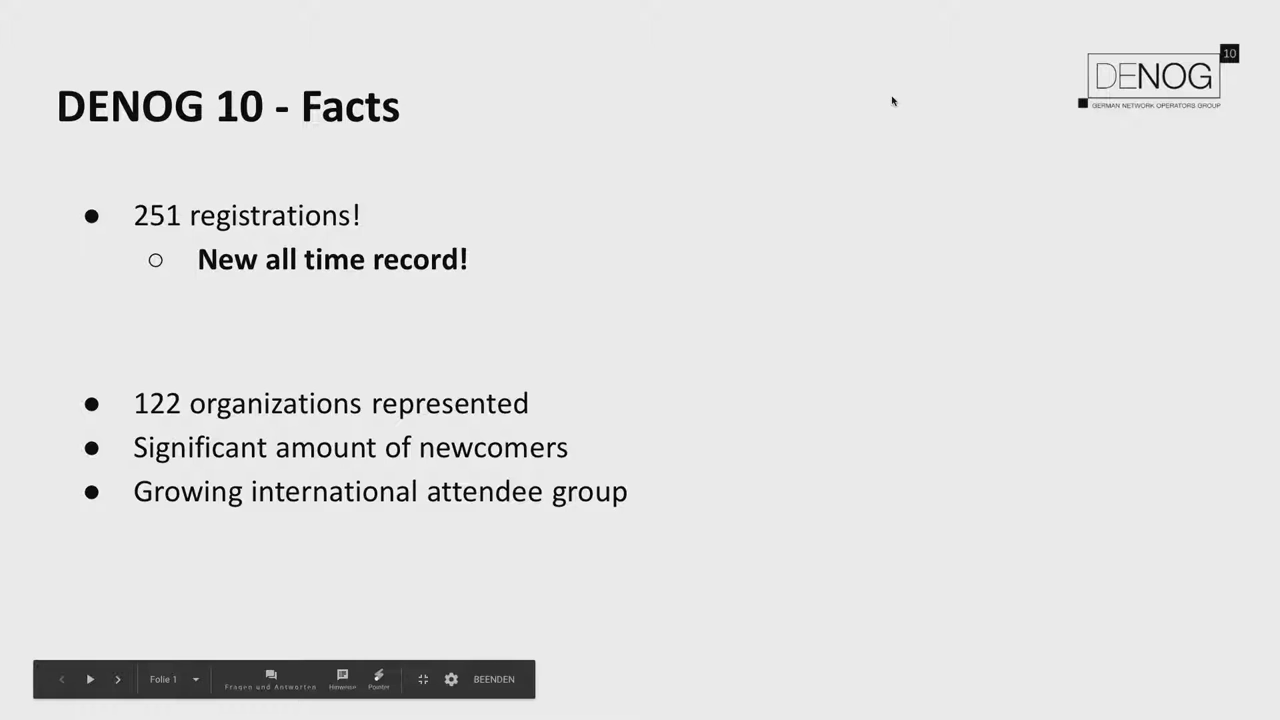 10
DENOG
GERMAN NETWORK OPERATORS GROUP
DENOG 10 - Facts
● 251 registrations!
○ New all time record!
● 122 organizations represented
● Significant amount of newcomers
● Growing international attendee group
Folie 1
Fragen und Antworten
Hinweise
Pointer
BEENDEN